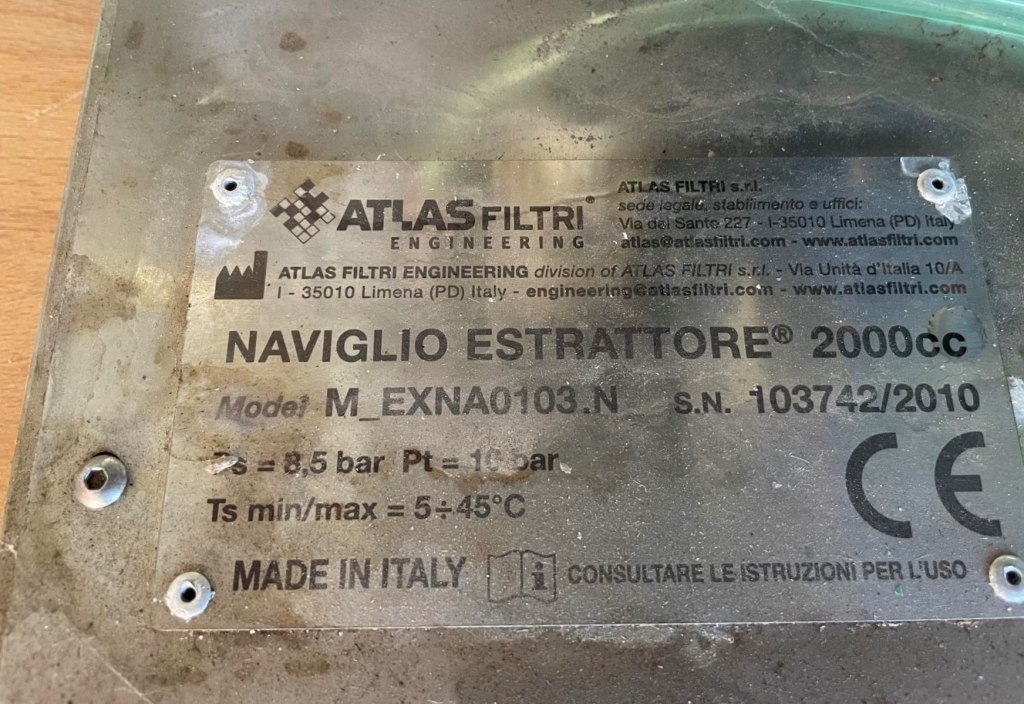 ATLAS FILTRI®
ENGINEERING
ATLAS FILTRI s.r.l.
sede legale, stabilimento e uffici:
Via del Santo 227 - I-35010 Limena (PD) Italy
atlas@atlasfiltri.com - www.atlasfiltri.com
ATLAS FILTRI ENGINEERING division of ATLAS FILTRI s.r.l. - Via Unità d'Italia 10/A
I - 35010 Limena (PD) Italy - engineering@atlasfiltri.com - www.atlasfiltri.com
NAVIGLIO ESTRATTORE® 2000cc
Model M_EXNA0103.N S.N. 103742/2010
= 8,5 bar Pt = bar
Ts min/max = 5÷45°C
CE
MADE IN ITALY i CONSULTARE LE ISTRUZIONI PER L'USO